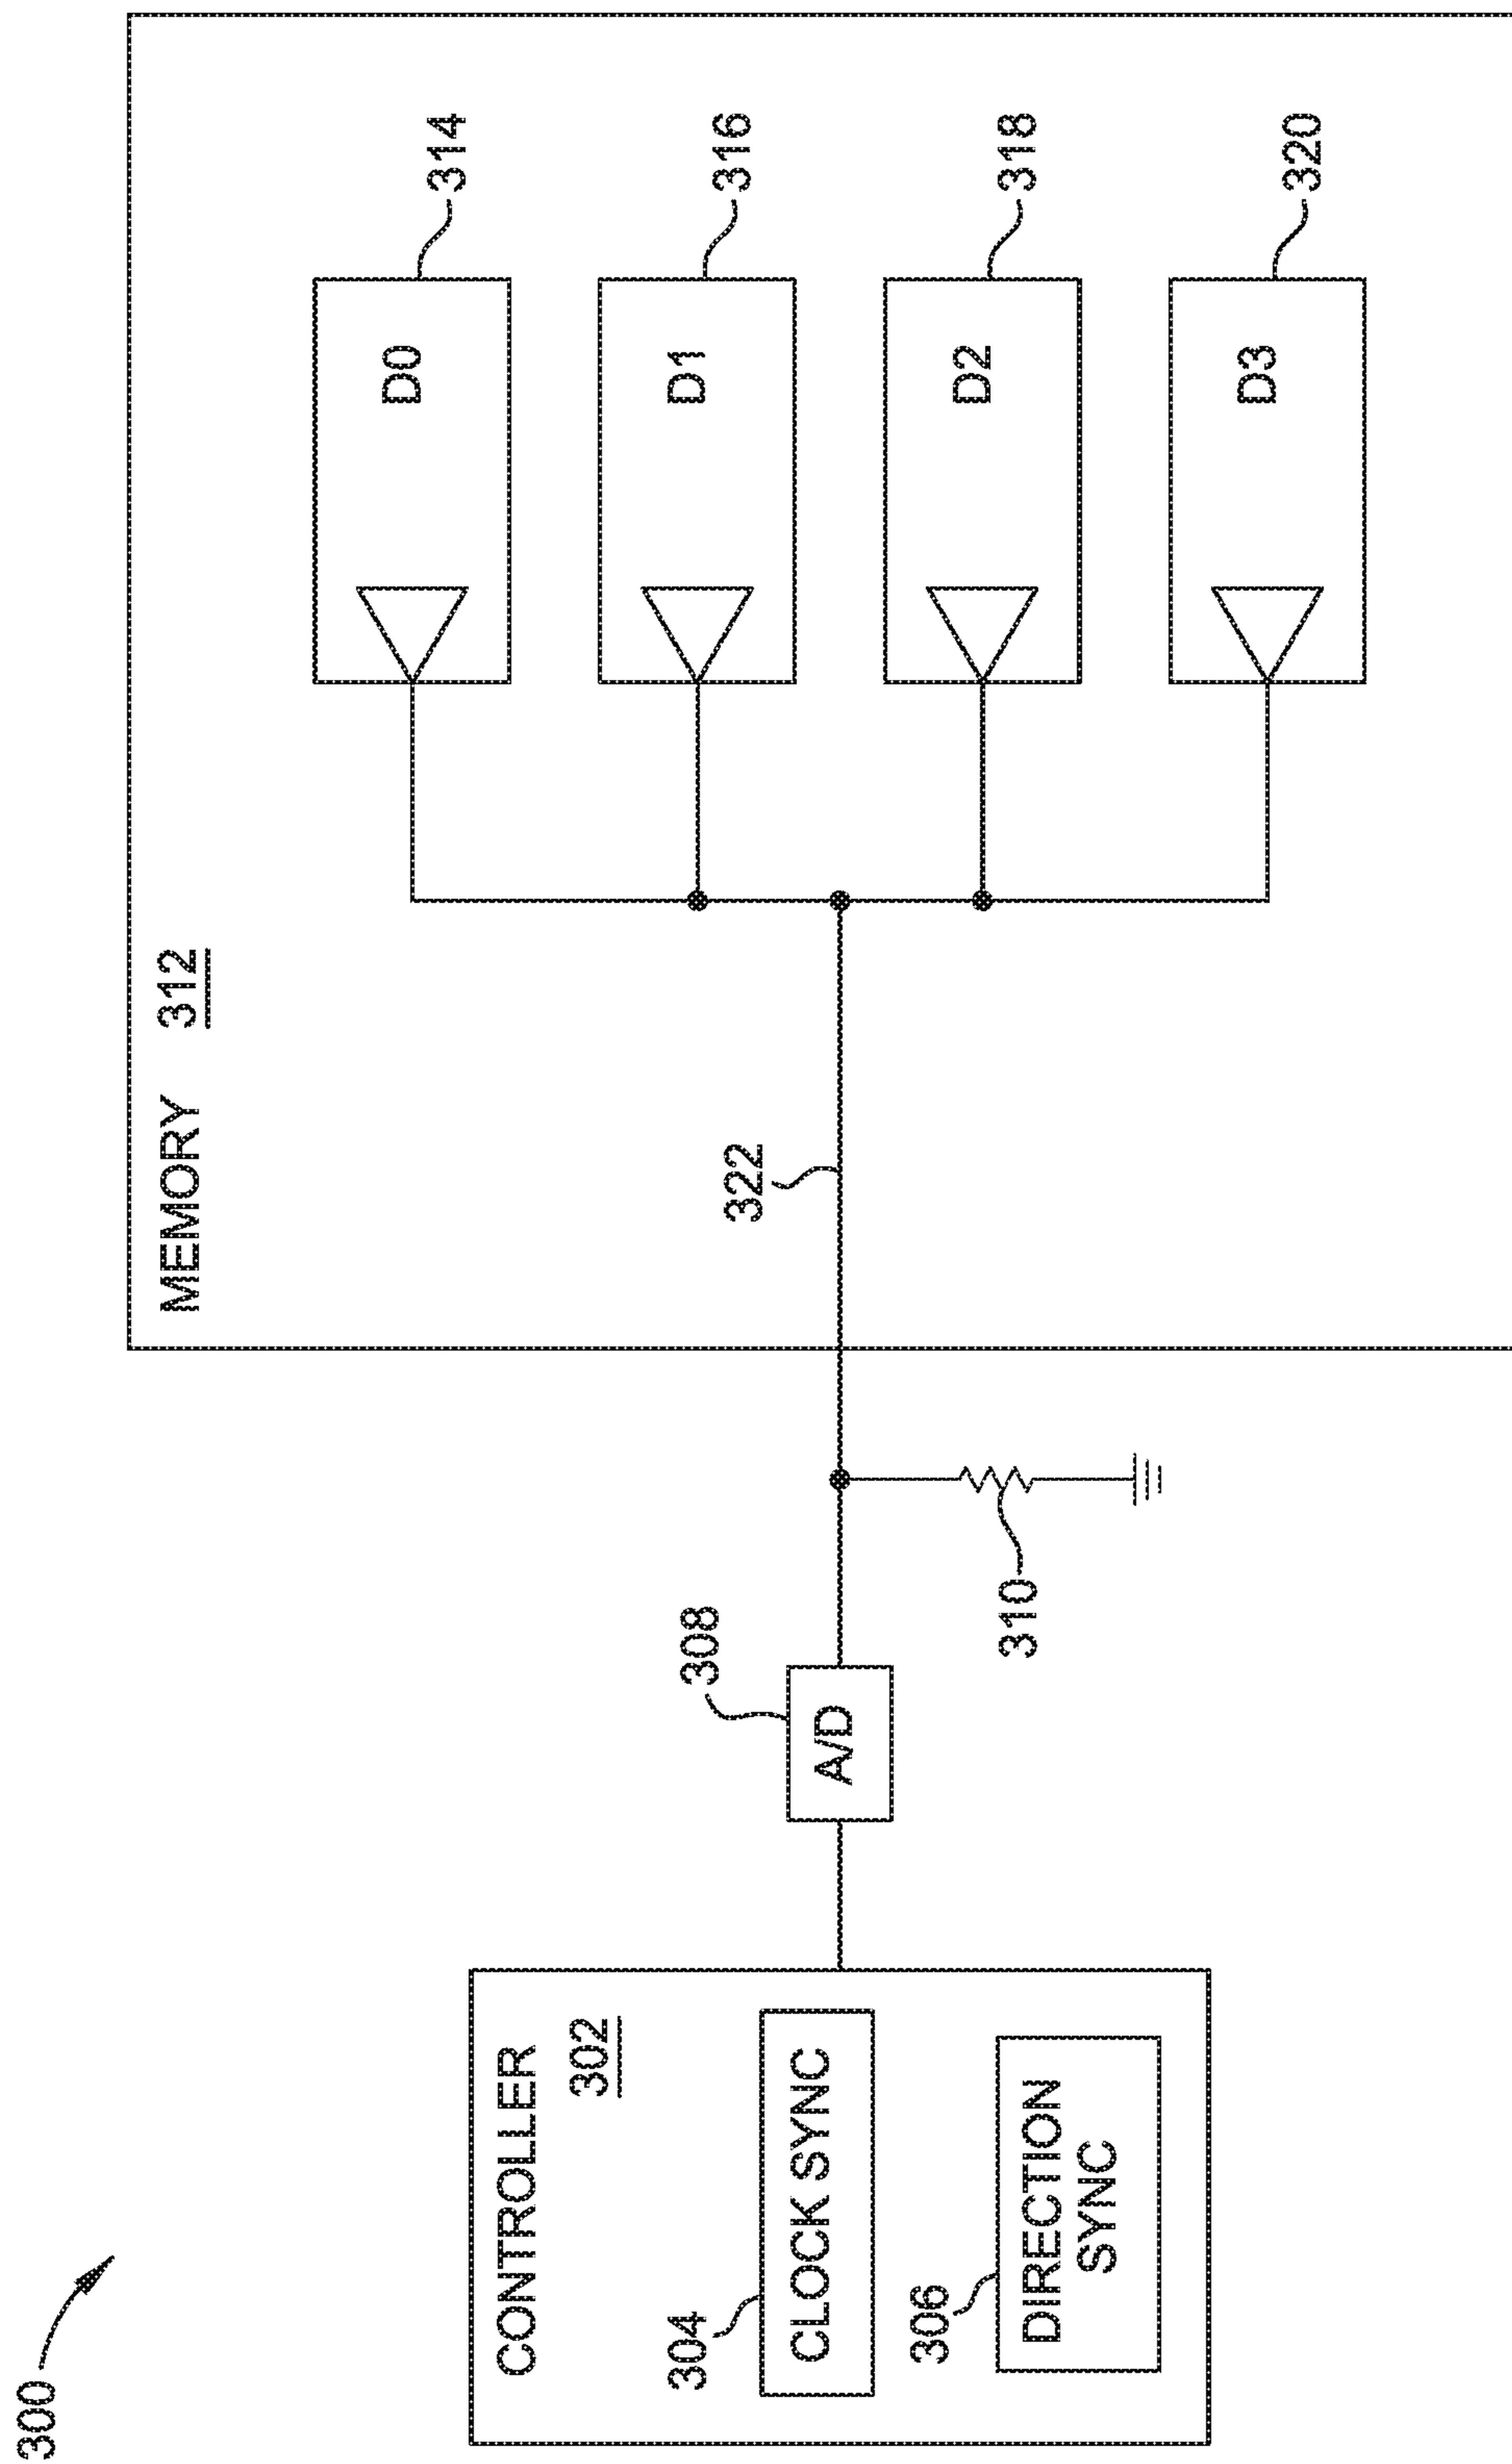 300
CONTROLLER
302
304
CLOCK SYNC
306
DIRECTION
SYNC
308
A/D
310
MEMORY 312
322
D0
314
D1
316
D2
318
D3
320